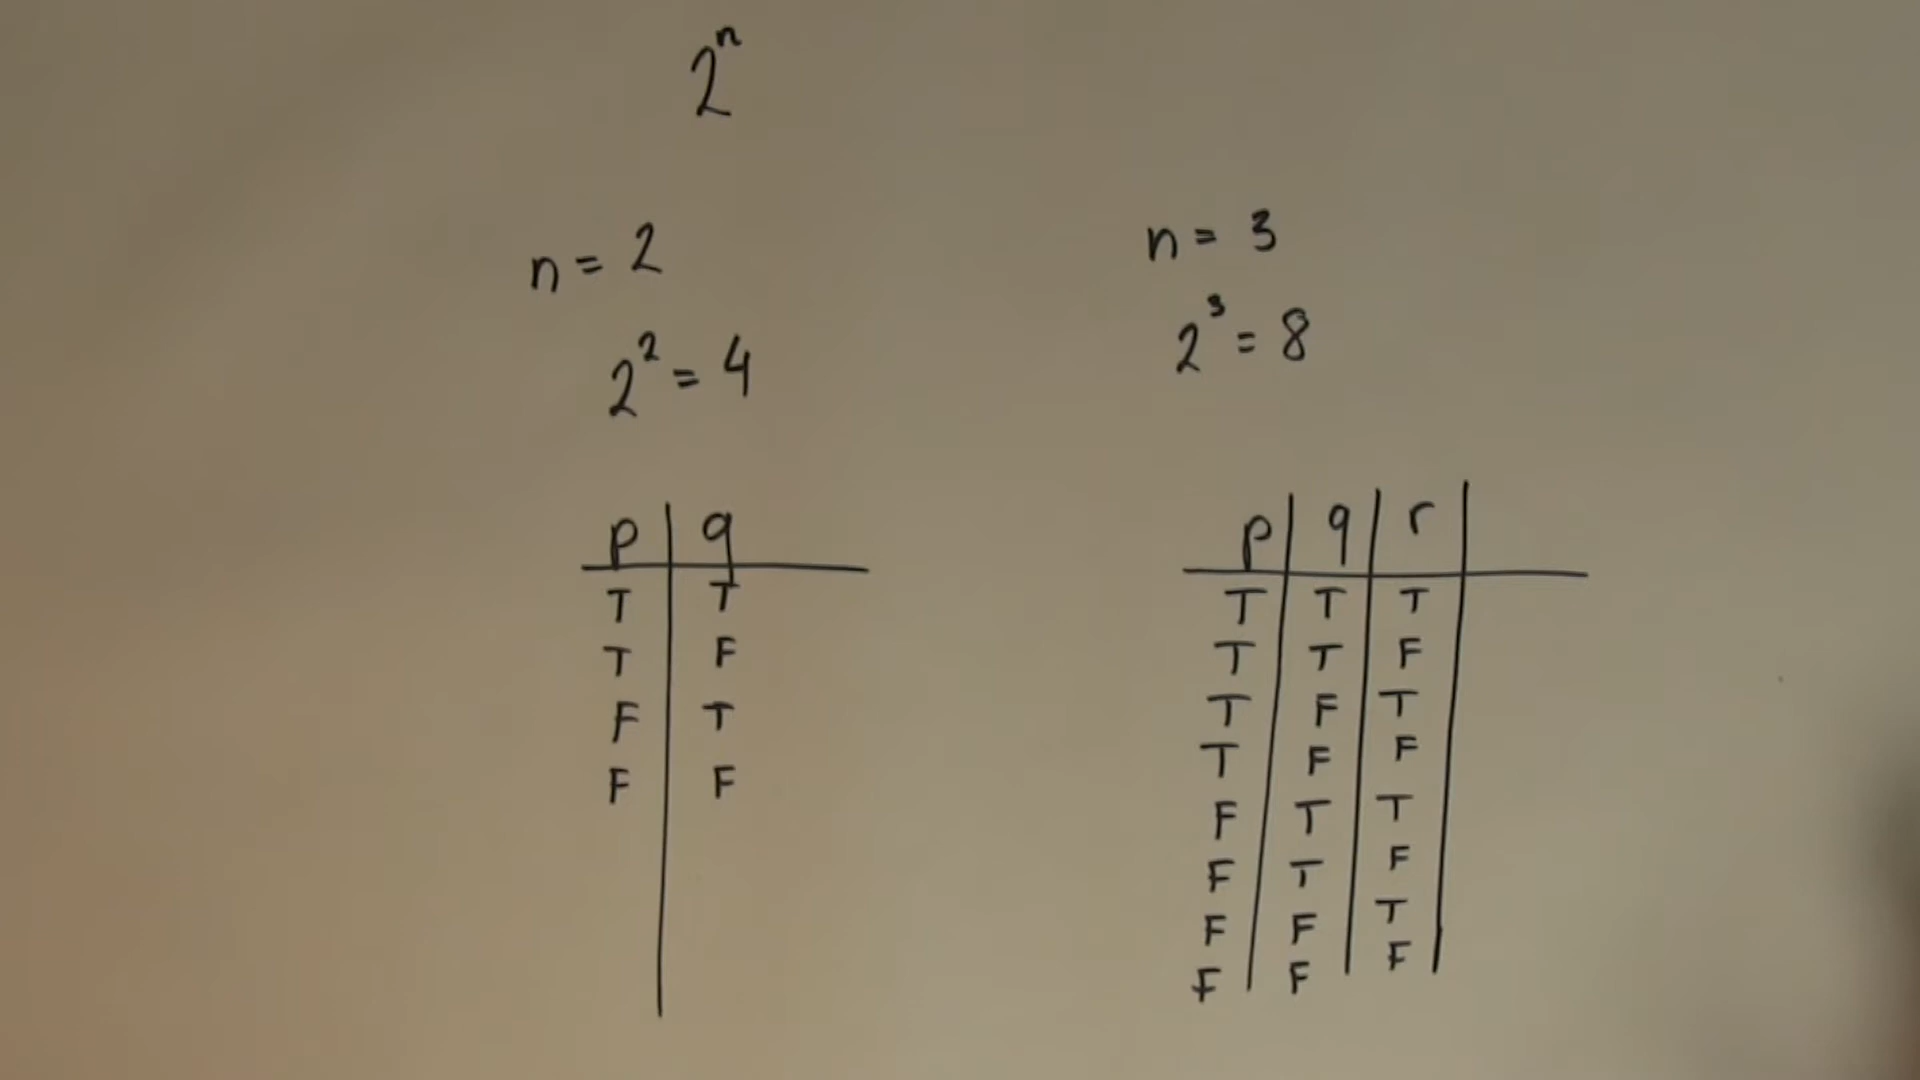 2ⁿ
n = 2
2² = 4
p q
T T
T F
F T
F F
n = 3
2³ = 8
p q r
T T T
T T F
T F T
T F F
F T T
F T F
F F T
F F F